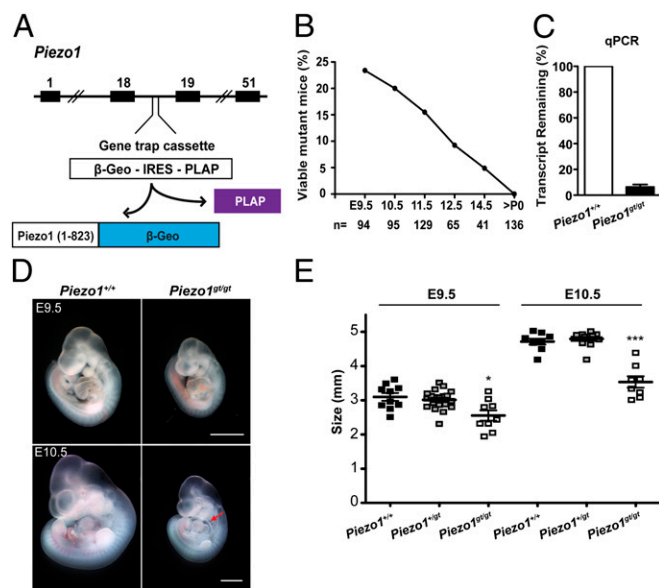 A
Piezo1
1 18 19 51
Gene trap cassette
β-Geo - IRES - PLAP
PLAP
Piezo1 (1-823) β-Geo
B
Viable mutant mice (%)
25
20
15
10
5
0
E9.5 10.5 11.5 12.5 14.5 >P0
n= 94 95 129 65 41 136
C
qPCR
Transcript Remaining (%)
100
80
60
40
20
0
Piezo1+/+
Piezo1gt/gt
D
Piezo1+/+ Piezo1gt/gt
E9.5
E10.5
E
E9.5 E10.5
Size (mm)
6
5
4
3
2
1
0
*
***
Piezo1+/+
Piezo1+/gt
Piezo1gt/gt
Piezo1+/+
Piezo1+/gt
Piezo1gt/gt